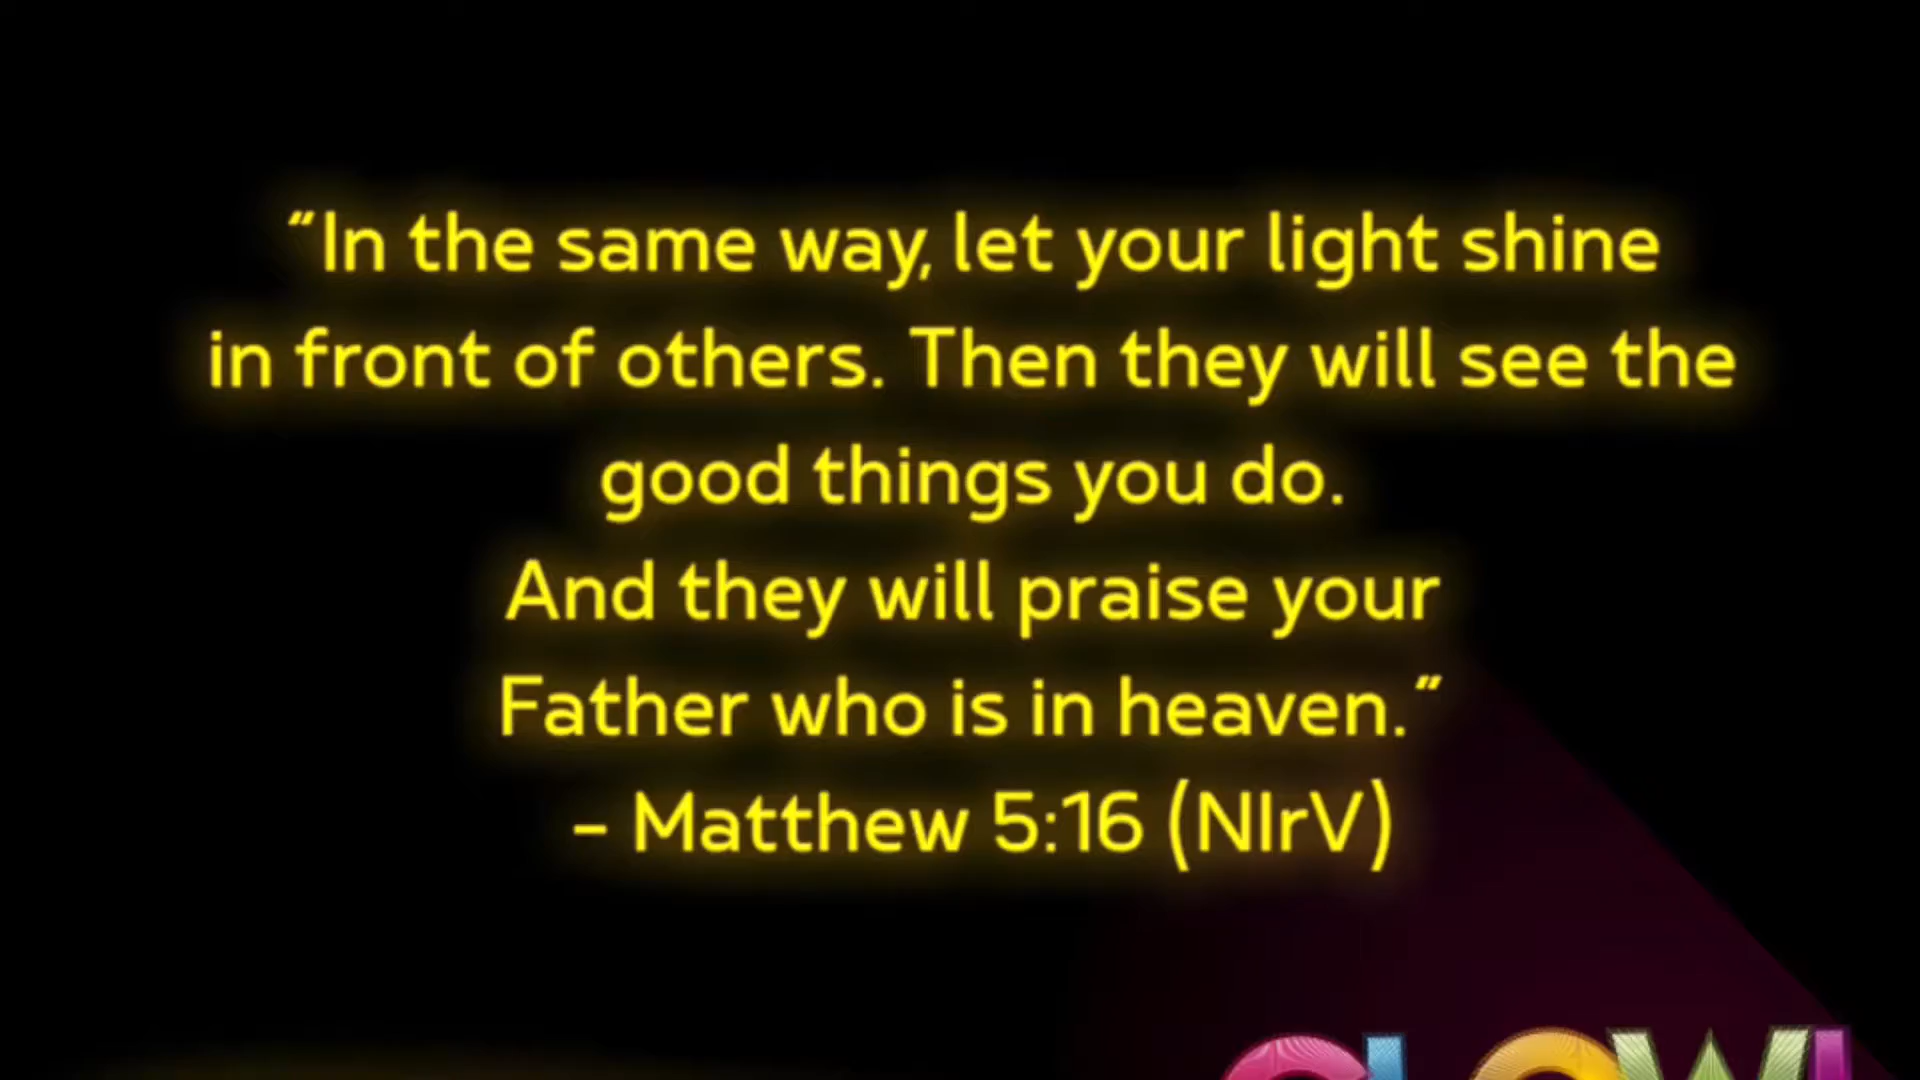 “In the same way, let your light shine
in front of others. Then they will see the
good things you do.
And they will praise your
Father who is in heaven.”
- Matthew 5:16 (NIrV)
GLOW!